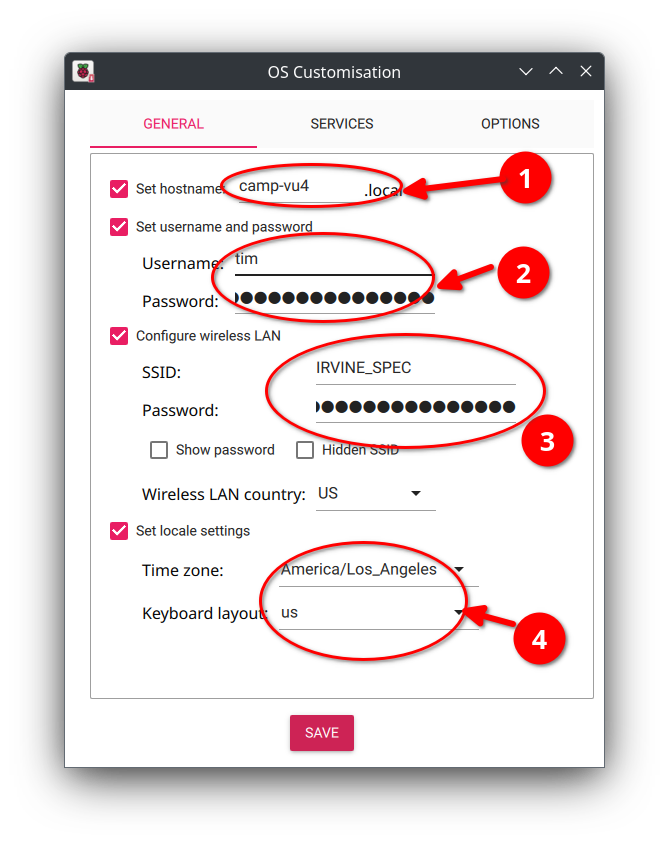 OS Customisation
GENERAL SERVICES OPTIONS
Set hostname: camp-vu4 .local
1
Set username and password
Username: tim
2
Password: ●●●●●●●●●●●●●●
Configure wireless LAN
SSID: IRVINE_SPEC
Password: ●●●●●●●●●●●●●●
3
Show password Hidden SSID
Wireless LAN country: US
Set locale settings
Time zone: America/Los_Angeles
Keyboard layout: us
4
SAVE